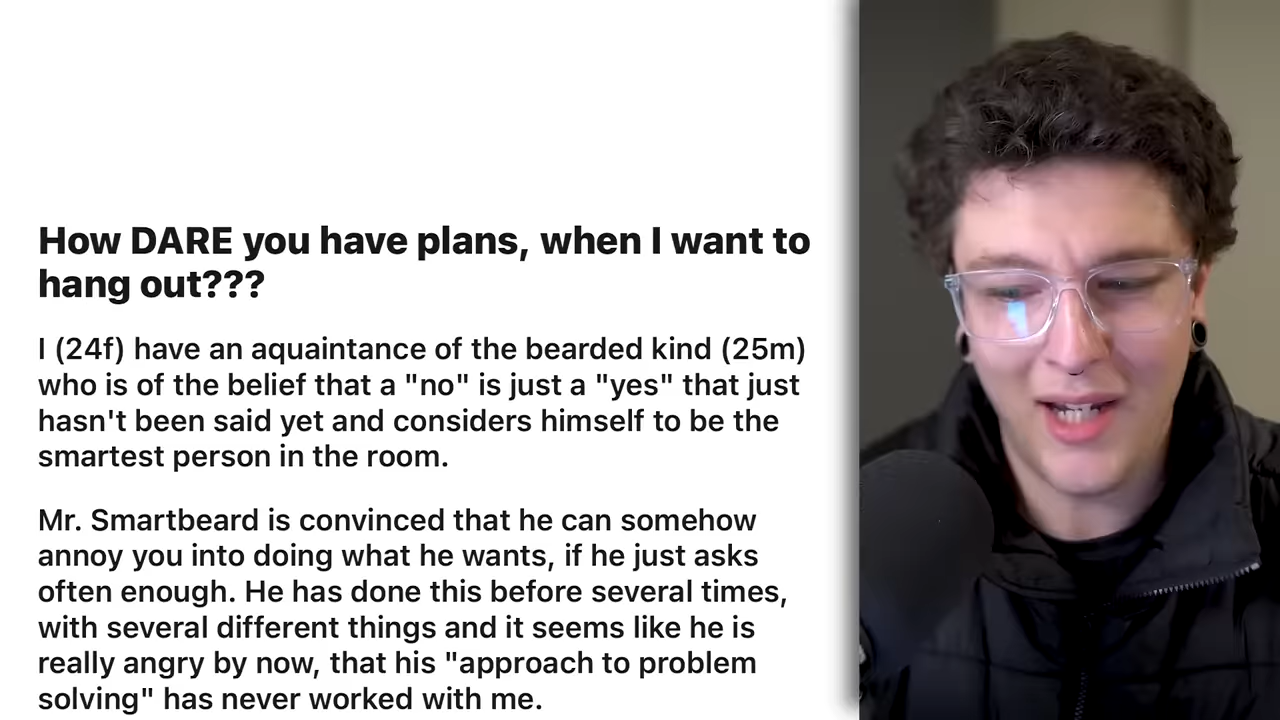 How DARE you have plans, when I want to
hang out???
I (24f) have an aquaintance of the bearded kind (25m)
who is of the belief that a "no" is just a "yes" that just
hasn't been said yet and considers himself to be the
smartest person in the room.
Mr. Smartbeard is convinced that he can somehow
annoy you into doing what he wants, if he just asks
often enough. He has done this before several times,
with several different things and it seems like he is
really angry by now, that his "approach to problem
solving" has never worked with me.